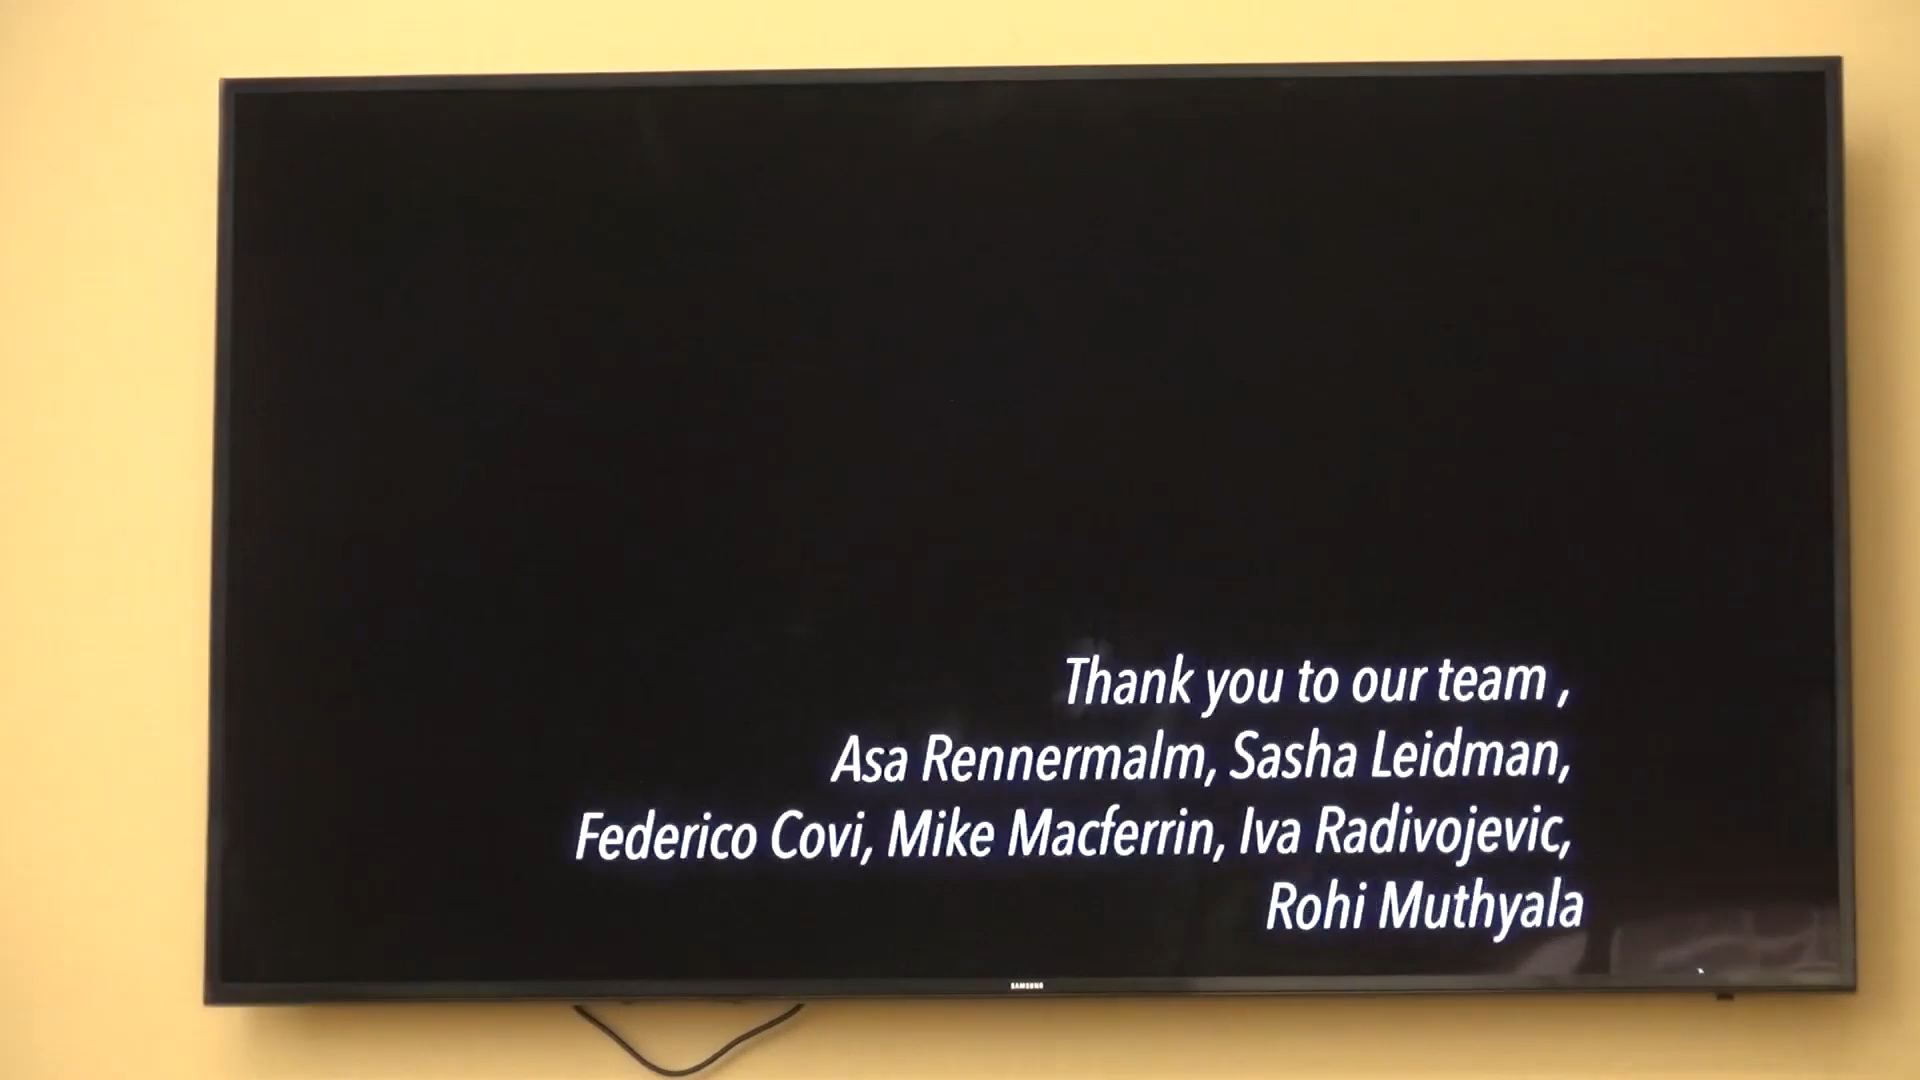 Thank you to our team ,
Asa Rennermalm, Sasha Leidman,
Federico Covi, Mike Macferrin, Iva Radivojevic,
Rohi Muthyala
SAMSUNG